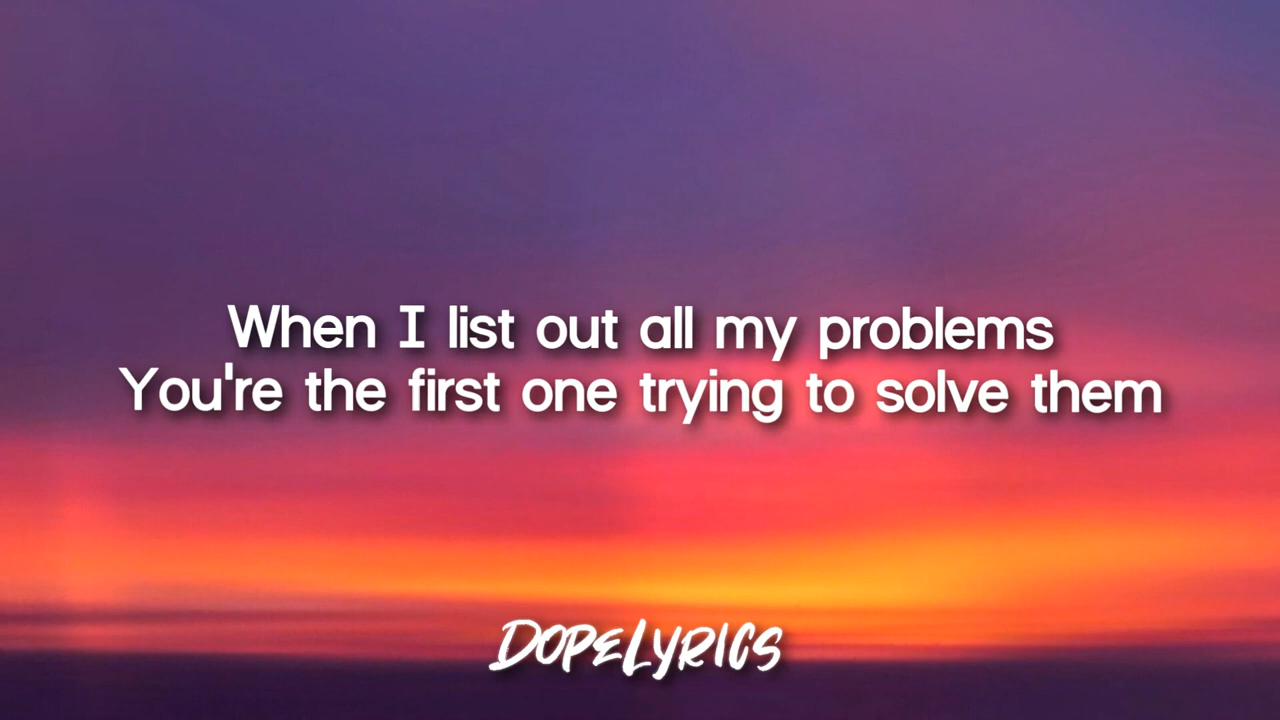 When I list out all my problems
You're the first one trying to solve them
DOPELYRICS